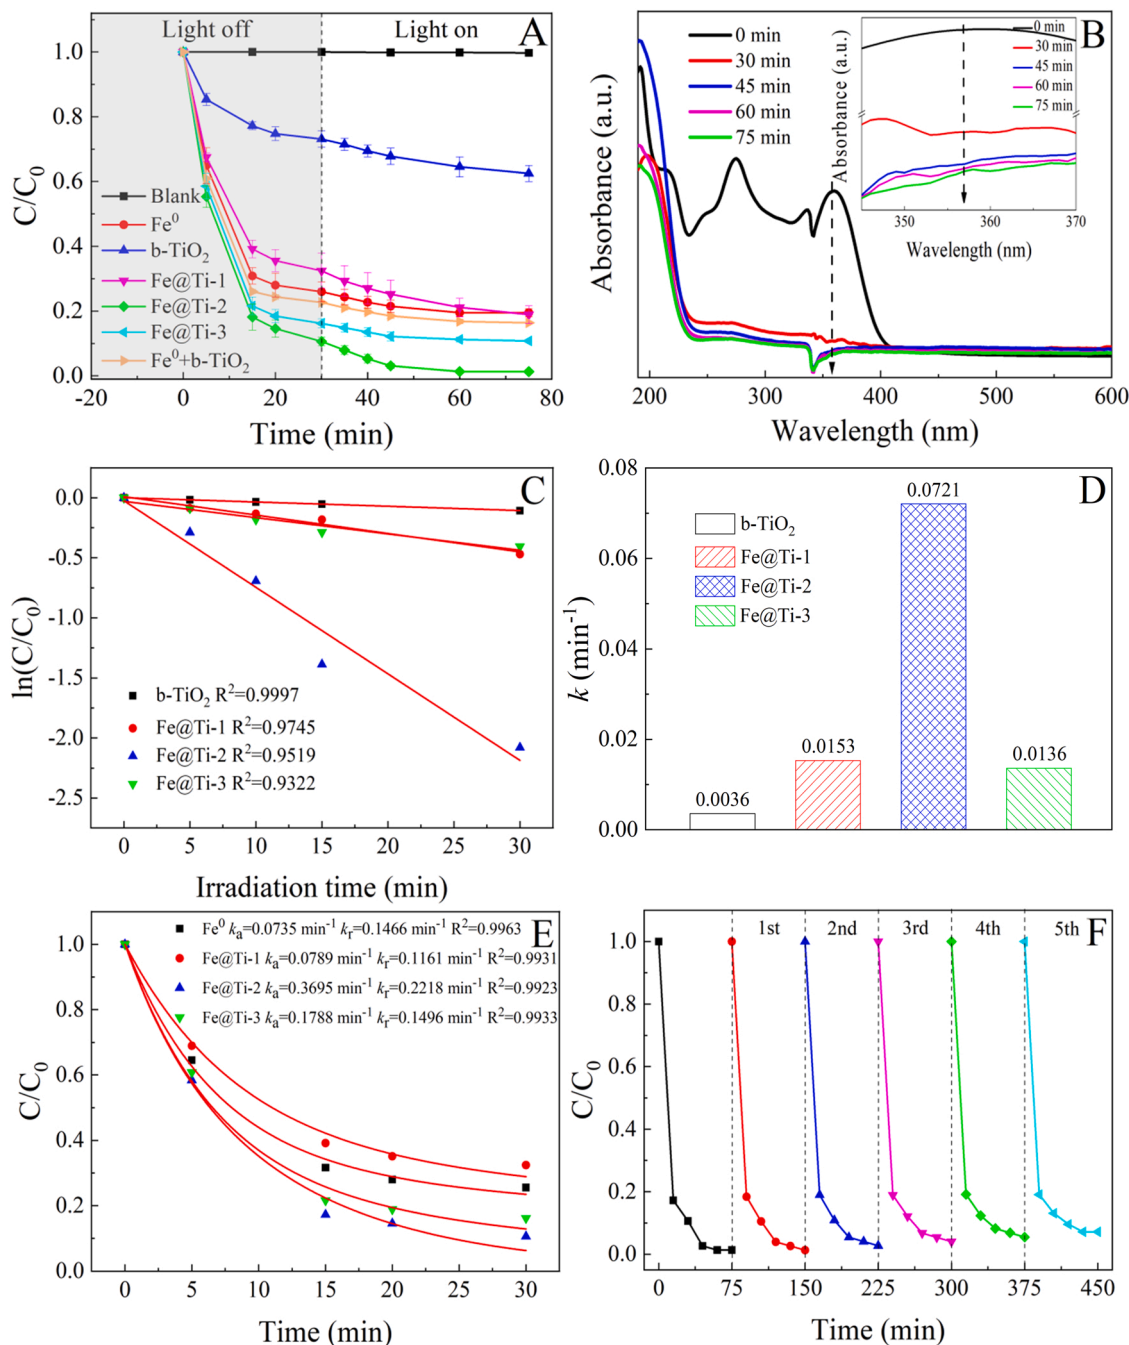 Light off
Light on
A
1.0
0.8
0.6
0.4
0.2
0.0
C/C0
Blank
Fe⁰
b-TiO₂
Fe@Ti-1
Fe@Ti-2
Fe@Ti-3
Fe⁰+b-TiO₂
-20 0 20 40 60 80
Time (min)
B
Absorbance (a.u.)
0 min
30 min
45 min
60 min
75 min
Absorbance (a.u.)
0 min
30 min
45 min
60 min
75 min
350 360 370
Wavelength (nm)
200 300 400 500 600
Wavelength (nm)
C
0.0
-0.5
-1.0
-1.5
-2.0
-2.5
ln(C/C₀)
b-TiO₂ R²=0.9997
Fe@Ti-1 R²=0.9745
Fe@Ti-2 R²=0.9519
Fe@Ti-3 R²=0.9322
0 5 10 15 20 25 30
Irradiation time (min)
D
0.08
0.06
0.04
0.02
0.00
k (min⁻¹)
b-TiO₂
Fe@Ti-1
Fe@Ti-2
Fe@Ti-3
0.0036
0.0153
0.0721
0.0136
E
1.0
0.8
0.6
0.4
0.2
0.0
C/C₀
Fe⁰ kₐ=0.0735 min⁻¹ kᵣ=0.1466 min⁻¹ R²=0.9963
Fe@Ti-1 kₐ=0.0789 min⁻¹ kᵣ=0.1161 min⁻¹ R²=0.9931
Fe@Ti-2 kₐ=0.3695 min⁻¹ kᵣ=0.2218 min⁻¹ R²=0.9923
Fe@Ti-3 kₐ=0.1788 min⁻¹ kᵣ=0.1496 min⁻¹ R²=0.9933
0 5 10 15 20 25 30
Time (min)
F
1st 2nd 3rd 4th 5th
1.0
0.8
0.6
0.4
0.2
0.0
C/C₀
0 75 150 225 300 375 450
Time (min)